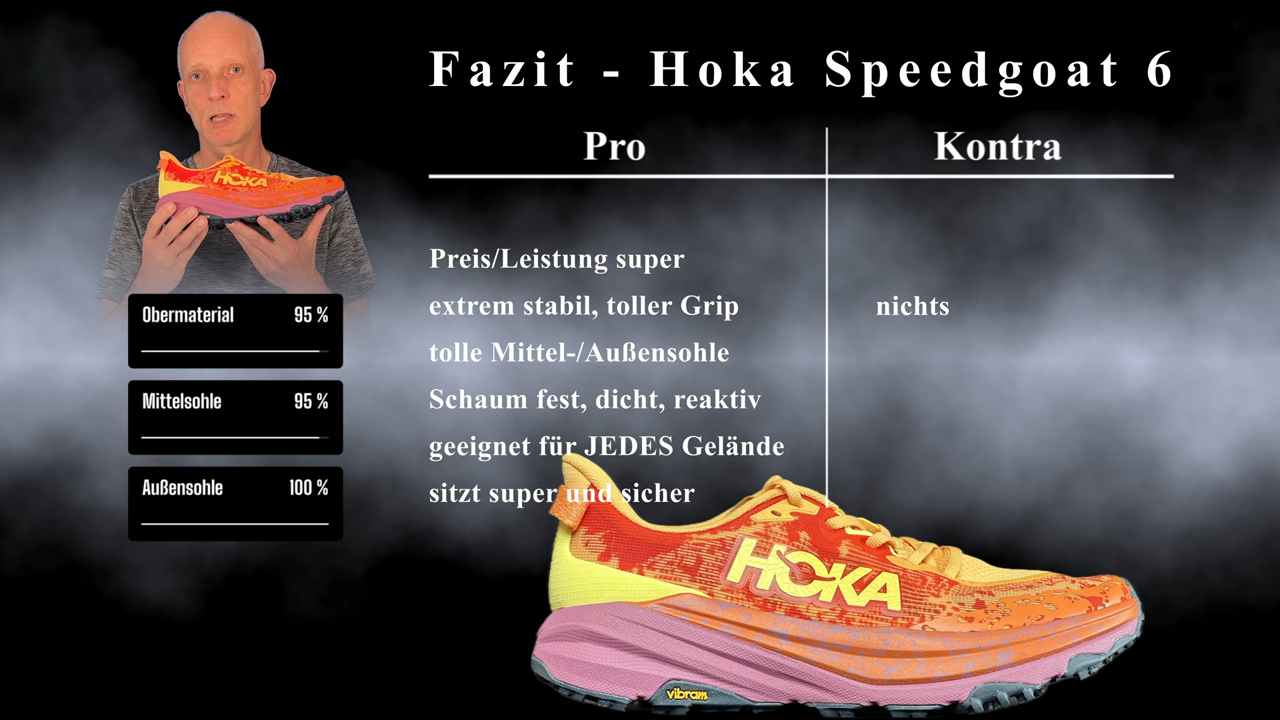 Fazit - Hoka Speedgoat 6
Pro
Kontra
Preis/Leistung super
extrem stabil, toller Grip
nichts
tolle Mittel-/Außensohle
Schaum fest, dicht, reaktiv
geeignet für JEDES Gelände
sitzt super und sicher
HOKA
Obermaterial 95 %
Mittelsohle 95 %
Außensohle 100 %
HOKA
vibram